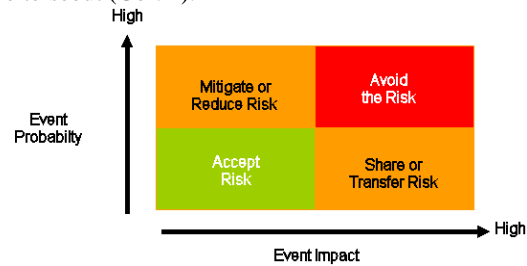 High
Mitigate or
Reduce Risk
Avoid
the Risk
Event
Probabilty
Accept
Risk
Share or
Transfer Risk
High
Event Impact